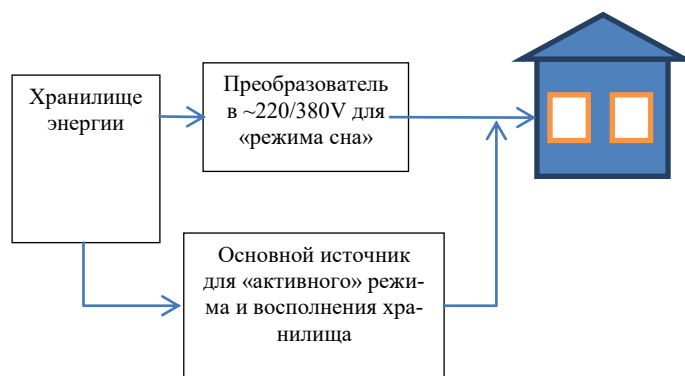 Хранилище
энергии
Преобразователь
в ~220/380V для
«режима сна»
Основной источник
для «активного» режи-
ма и восполнения хра-
нилища